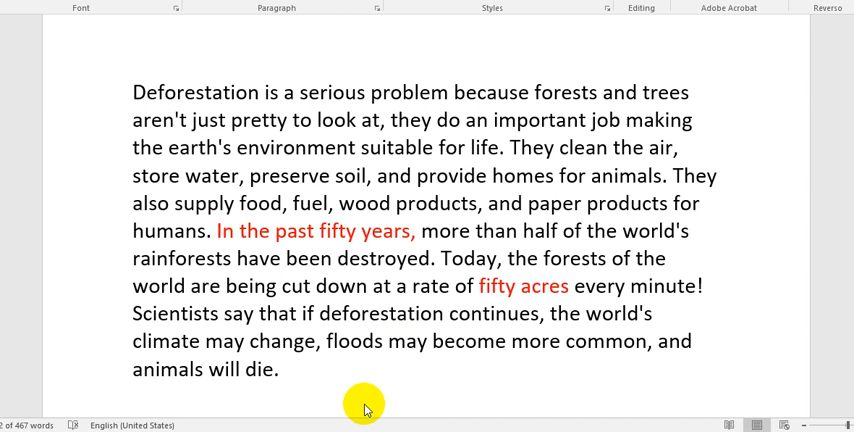 Font Paragraph Styles Editing Adobe Acrobat Reverso
Deforestation is a serious problem because forests and trees
aren't just pretty to look at, they do an important job making
the earth's environment suitable for life. They clean the air,
store water, preserve soil, and provide homes for animals. They
also supply food, fuel, wood products, and paper products for
humans. In the past fifty years, more than half of the world's
rainforests have been destroyed. Today, the forests of the
world are being cut down at a rate of fifty acres every minute!
Scientists say that if deforestation continues, the world's
climate may change, floods may become more common, and
animals will die.
2 of 467 words English (United States)